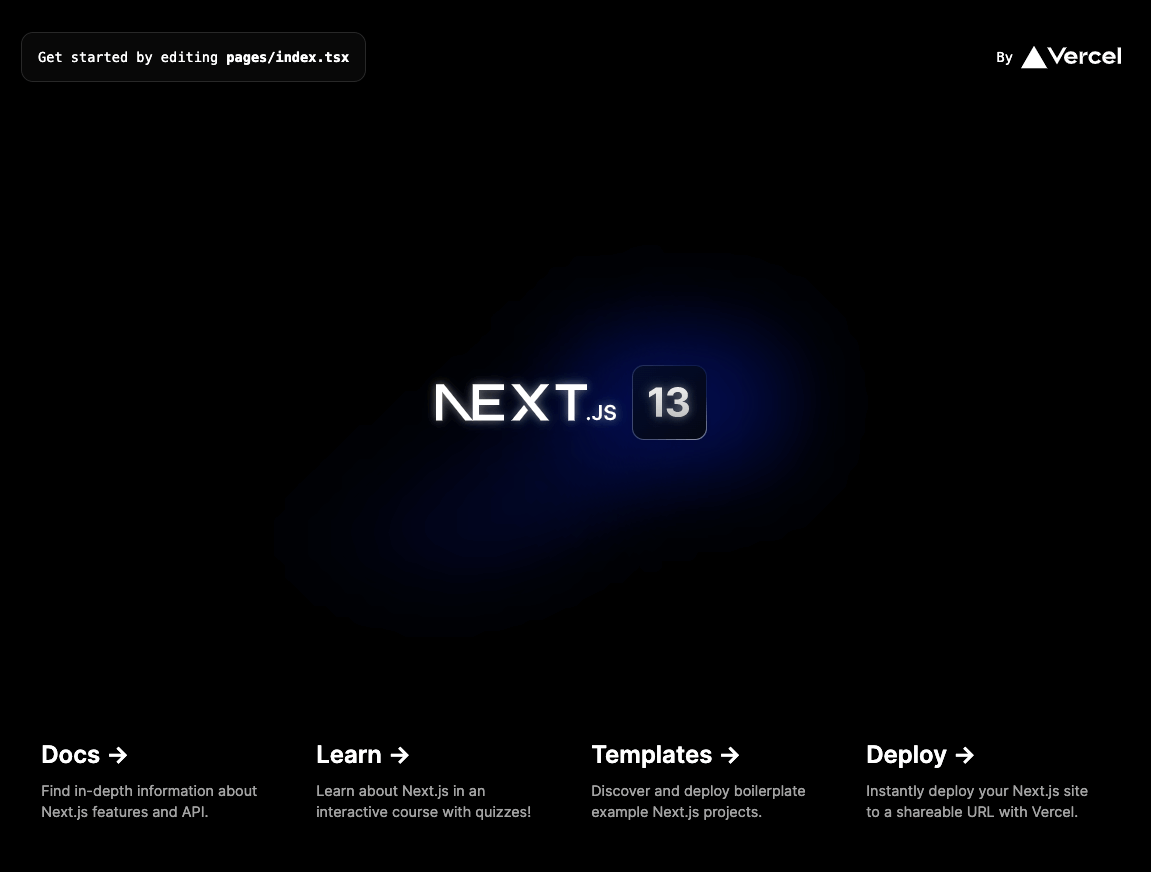 Get started by editing pages/index.tsx
By Vercel
NEXT.JS 13
Docs →
Find in-depth information about
Next.js features and API.
Learn →
Learn about Next.js in an
interactive course with quizzes!
Templates →
Discover and deploy boilerplate
example Next.js projects.
Deploy →
Instantly deploy your Next.js site
to a shareable URL with Vercel.